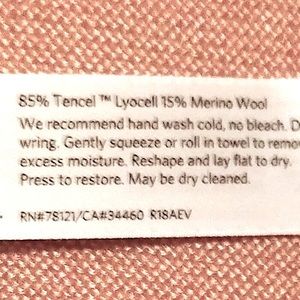 85% Tencel ™ Lyocell 15% Merino Wool
We recommend hand wash cold, no bleach. D
wring. Gently squeeze or roll in towel to remo
excess moisture. Reshape and lay flat to dry.
Press to restore. May be dry cleaned.
RN#78121/CA#34460 R18AEV